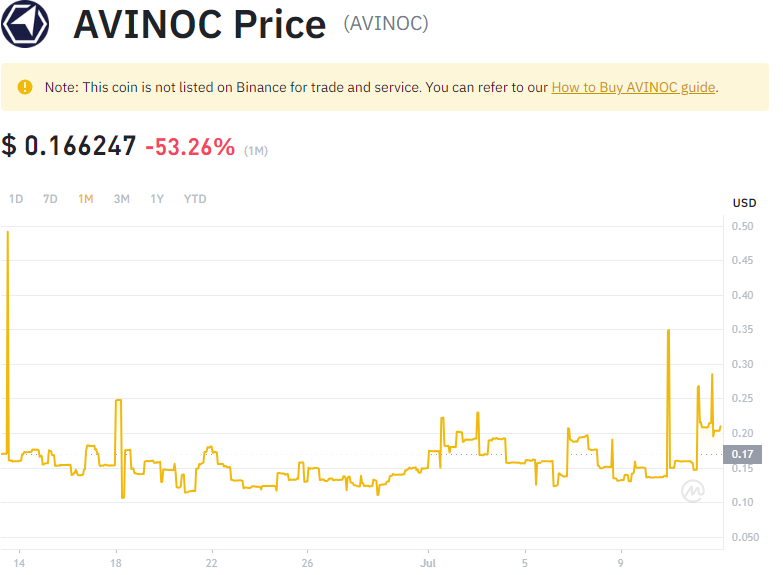 AVINOC Price (AVINOC)
Note: This coin is not listed on Binance for trade and service. You can refer to our How to Buy AVINOC guide.
$ 0.166247 -53.26% (1M)
1D 7D 1M 3M 1Y YTD
USD
0.50
0.45
0.40
0.35
0.30
0.25
0.20
0.17
0.15
0.10
0.050
14 18 22 26 Jul 5 9